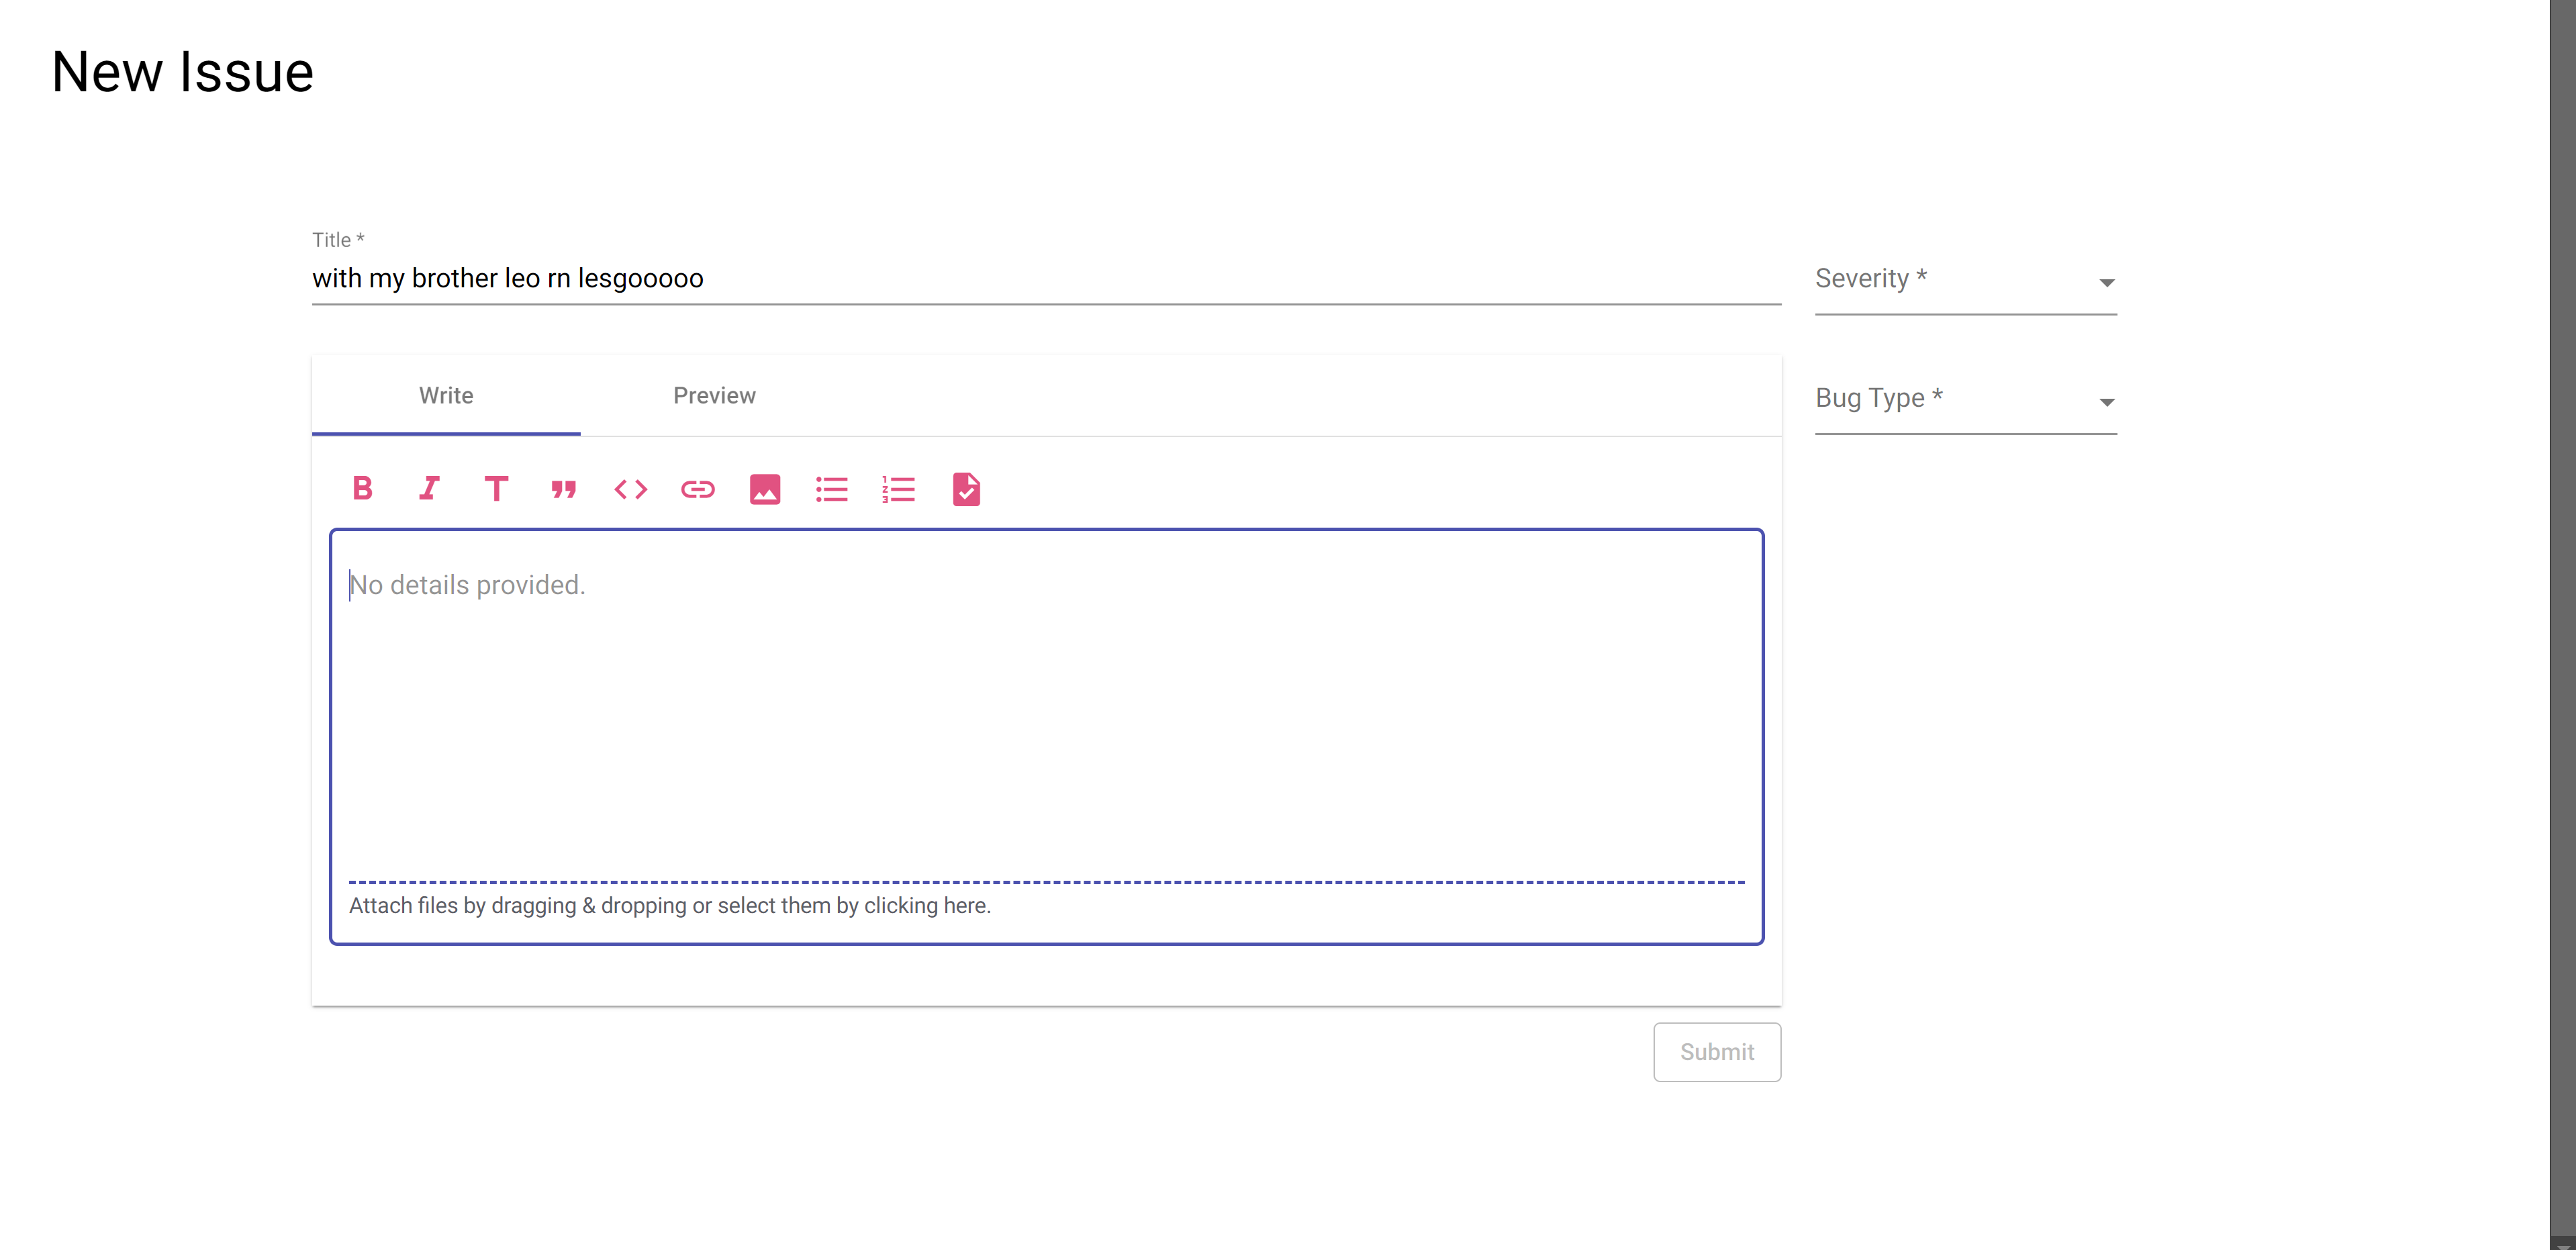 New Issue
Title *
with my brother leo rn lesgooooo
Severity *
Write
Preview
Bug Type *
No details provided.
Attach files by dragging & dropping or select them by clicking here.
Submit